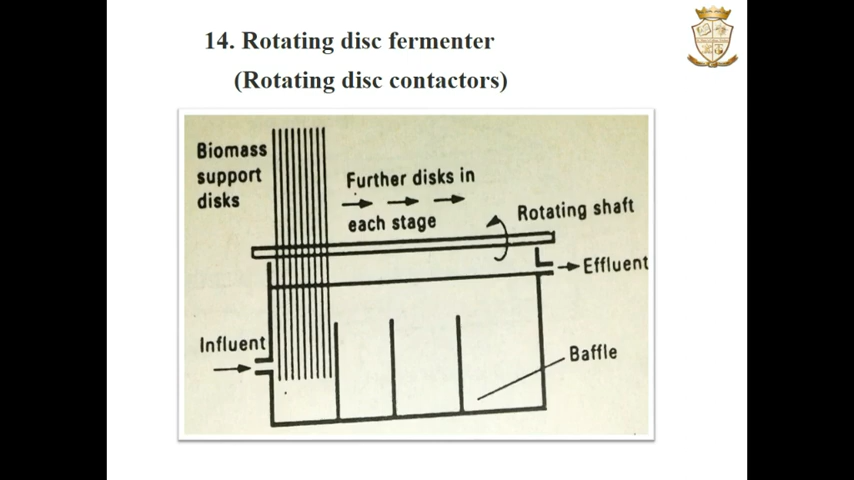 14. Rotating disc fermenter
(Rotating disc contactors)
Biomass
support
disks
Further disks in
each stage
Rotating shaft
Effluent
Influent
Baffle